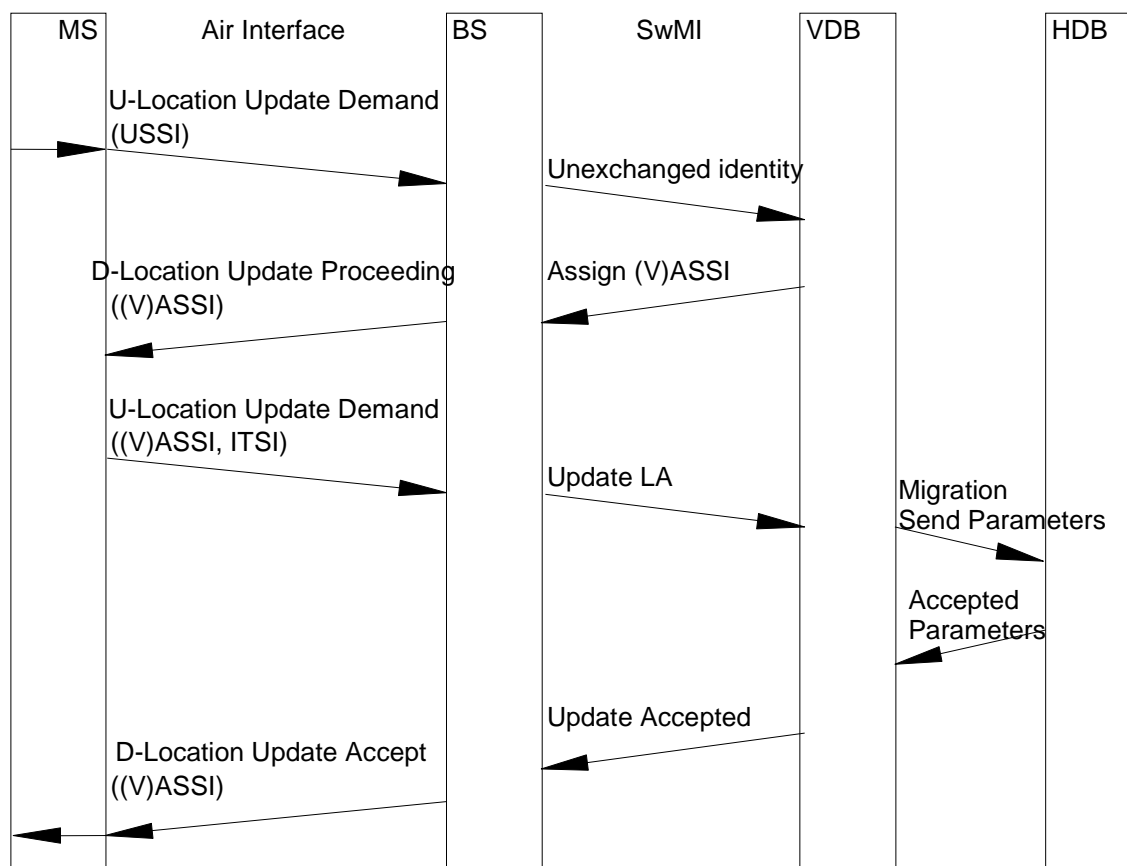 MS Air Interface BS SwMI VDB HDB
U-Location Update Demand
(USSI)
Unexchanged identity
D-Location Update Proceeding
((V)ASSI)
Assign (V)ASSI
U-Location Update Demand
((V)ASSI, ITSI)
Update LA
Migration
Send Parameters
Accepted
Parameters
Update Accepted
D-Location Update Accept
((V)ASSI)